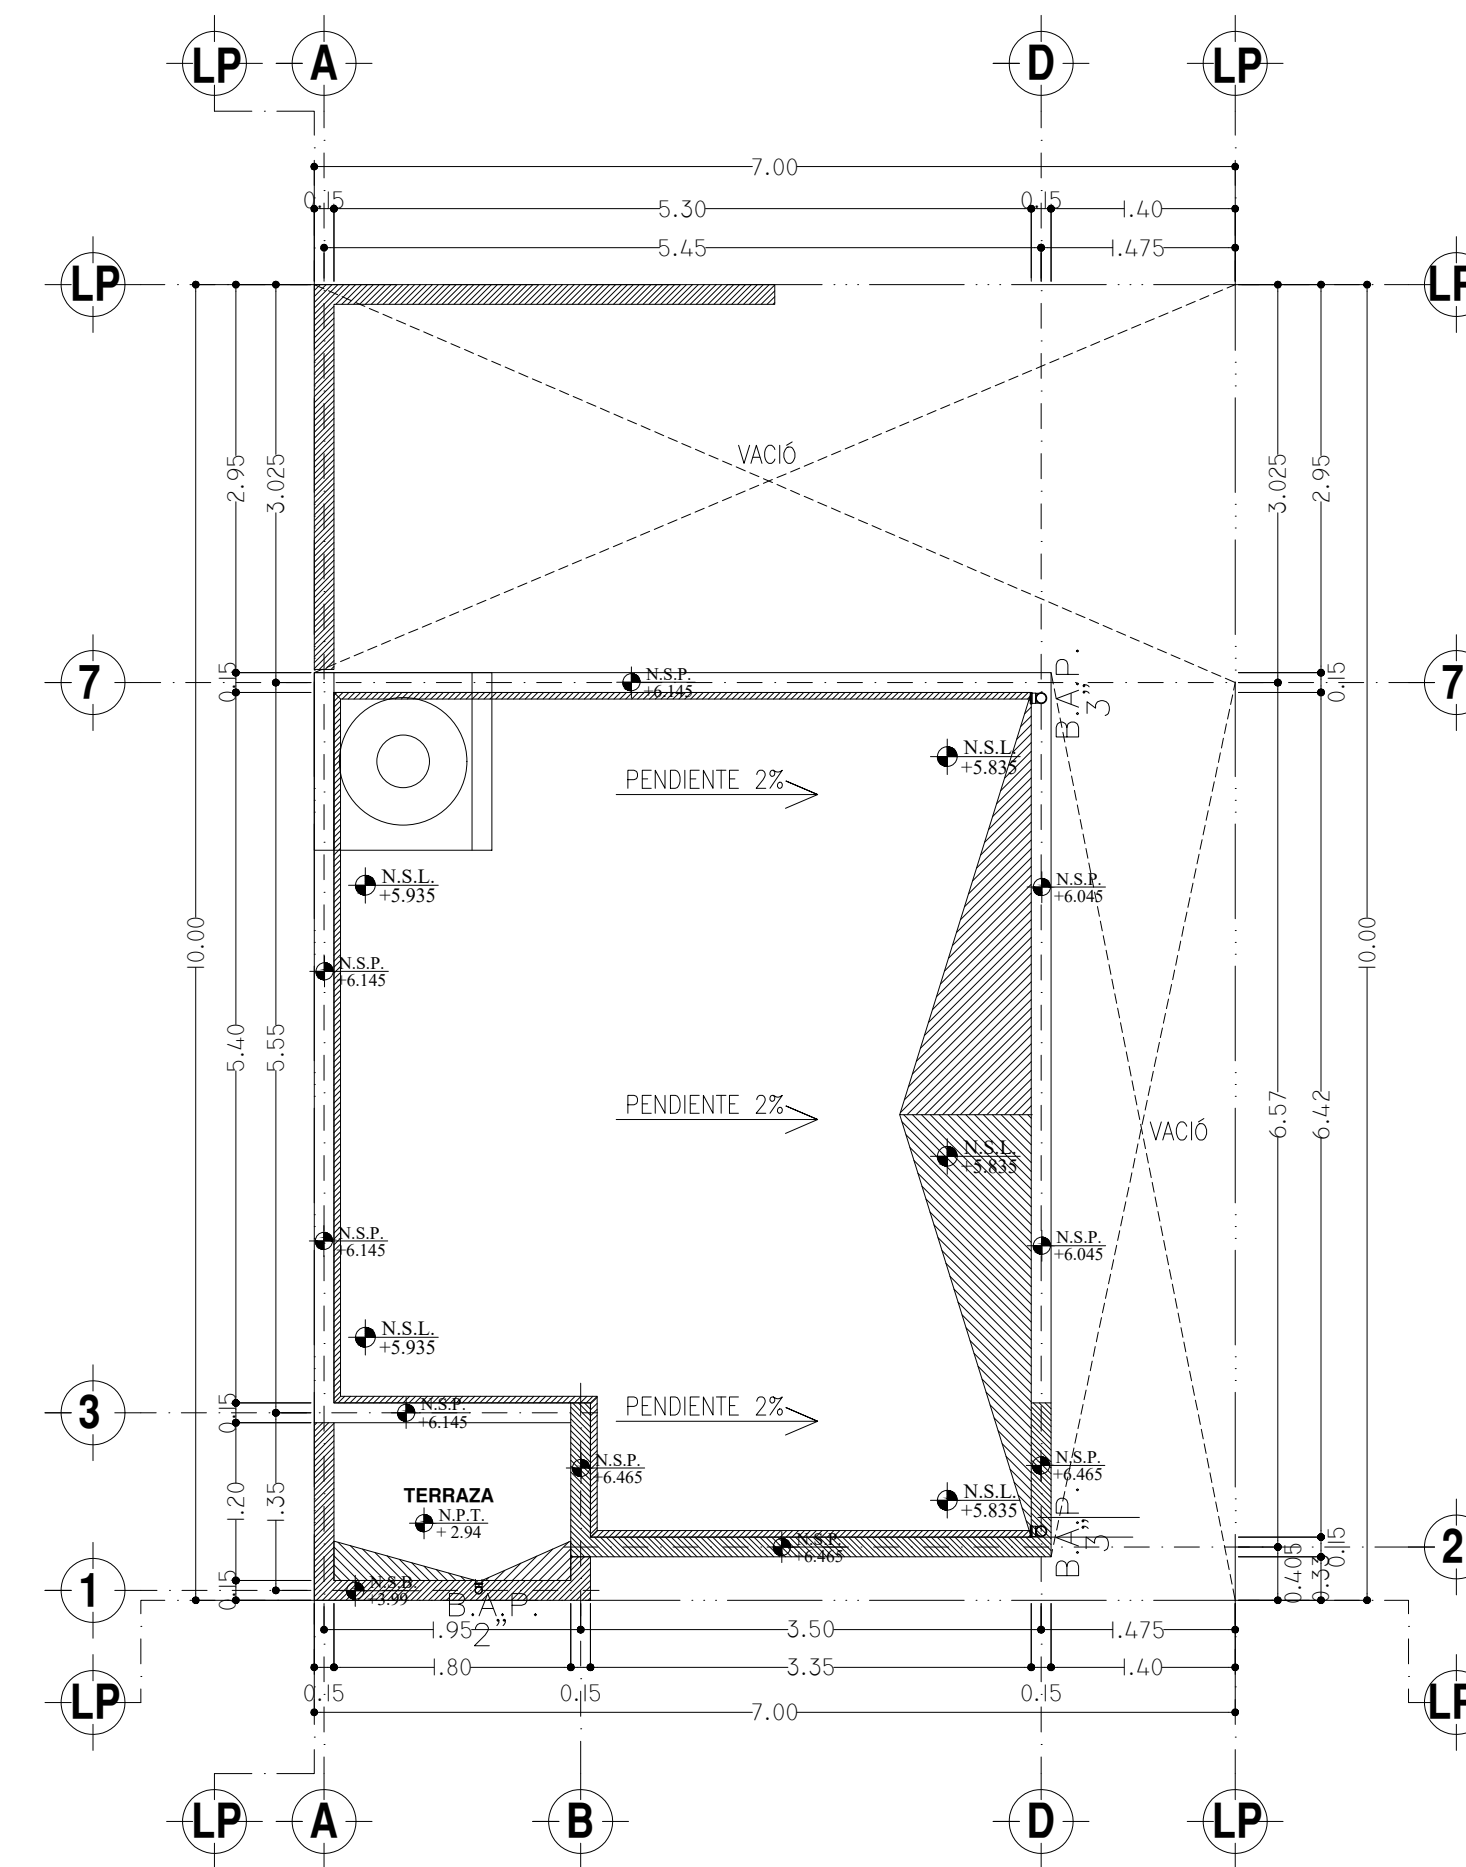 LP A D LP
7.00
0.15 5.30 0.15 1.40
5.45 1.475
LP LP
VACIÓ
2.95 3.025 3.025 2.95
7 7
0.15 0.15
N.S.P.
+6.145
B.A.P.
3"
N.S.L.
+5.835
PENDIENTE 2%
N.S.L.
+5.935
N.S.P.
+6.045
10.00 10.00
N.S.P.
+6.145
5.40 5.55
PENDIENTE 2%
6.57 6.42
VACIÓ
N.S.L.
+5.835
N.S.P.
+6.145
N.S.P.
+6.045
N.S.L.
+5.935
3
0.15
N.S.P.
+6.145
PENDIENTE 2%
N.S.P.
+6.465
N.S.P.
+6.465
1.20 1.35
TERRAZA
N.P.T.
+ 2.94
N.S.L.
+5.835
B.A.P.
3"
N.S.P.
+6.465
2
0.15
0.405 0.33
1
0.15
N.S.B.
+3.99
B.A.P.
2"
1.95 3.50 1.475
1.80 3.35 1.40
0.15 0.15 0.15
LP LP
7.00
LP A B D LP